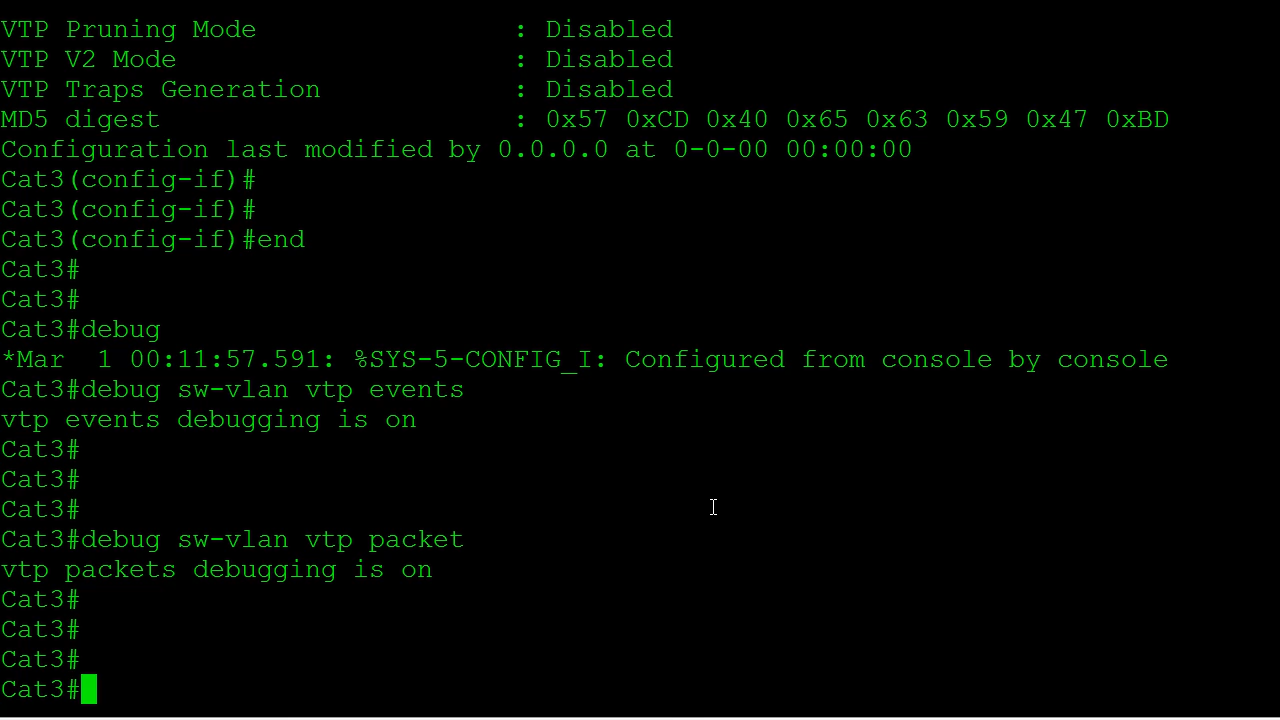 VTP Pruning Mode                : Disabled
VTP V2 Mode                     : Disabled
VTP Traps Generation            : Disabled
MD5 digest                      : 0x57 0xCD 0x40 0x65 0x63 0x59 0x47 0xBD
Configuration last modified by 0.0.0.0 at 0-0-00 00:00:00
Cat3(config-if)#
Cat3(config-if)#
Cat3(config-if)#end
Cat3#
Cat3#
Cat3#debug
*Mar  1 00:11:57.591: %SYS-5-CONFIG_I: Configured from console by console
Cat3#debug sw-vlan vtp events
vtp events debugging is on
Cat3#
Cat3#
Cat3#
Cat3#debug sw-vlan vtp packet
vtp packets debugging is on
Cat3#
Cat3#
Cat3#
Cat3#